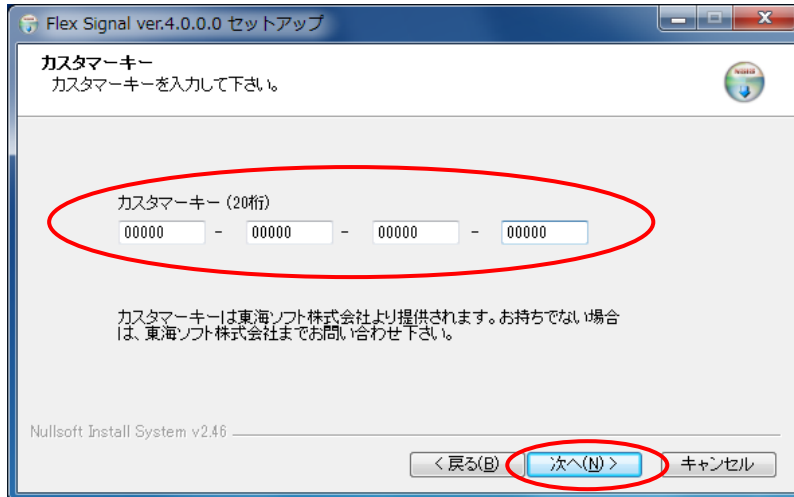 Flex Signal ver.4.0.0.0 セットアップ
カスタマーキー
カスタマーキーを入力して下さい。
カスタマーキー (20桁)
00000 - 00000 - 00000 - 00000
カスタマーキーは東海ソフト株式会社より提供されます。お持ちでない場合
は、東海ソフト株式会社までお問い合わせ下さい。
Nullsoft Install System v2.46
< 戻る(B) 次へ(N) > キャンセル